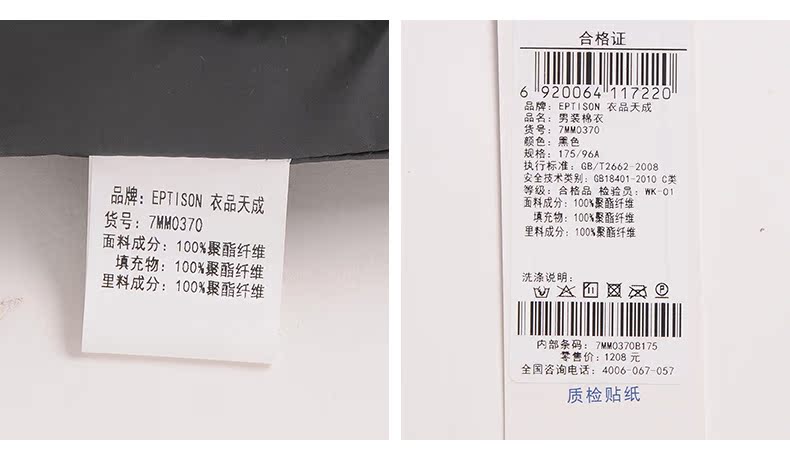 品牌: EPTISON 衣品天成
货号: 7MM0370
面料成分: 100%聚酯纤维
填充物: 100%聚酯纤维
里料成分: 100%聚酯纤维
合格证
6 920064 117220
品牌: EPTISON 衣品天成
品名: 男装棉衣
货号: 7MM0370
颜色: 黑色
规格: 175/96A
执行标准: GB/T2662-2008
安全技术类别: GB18401-2010 C类
等级: 合格品 检验员: WK-01
面料成分: 100%聚酯纤维
填充物: 100%聚酯纤维
里料成分: 100%聚酯纤维
洗涤说明:
内部条码: 7MM0370B175
零售价: 1208 元
全国咨询电话: 4006-067-057
质检贴纸